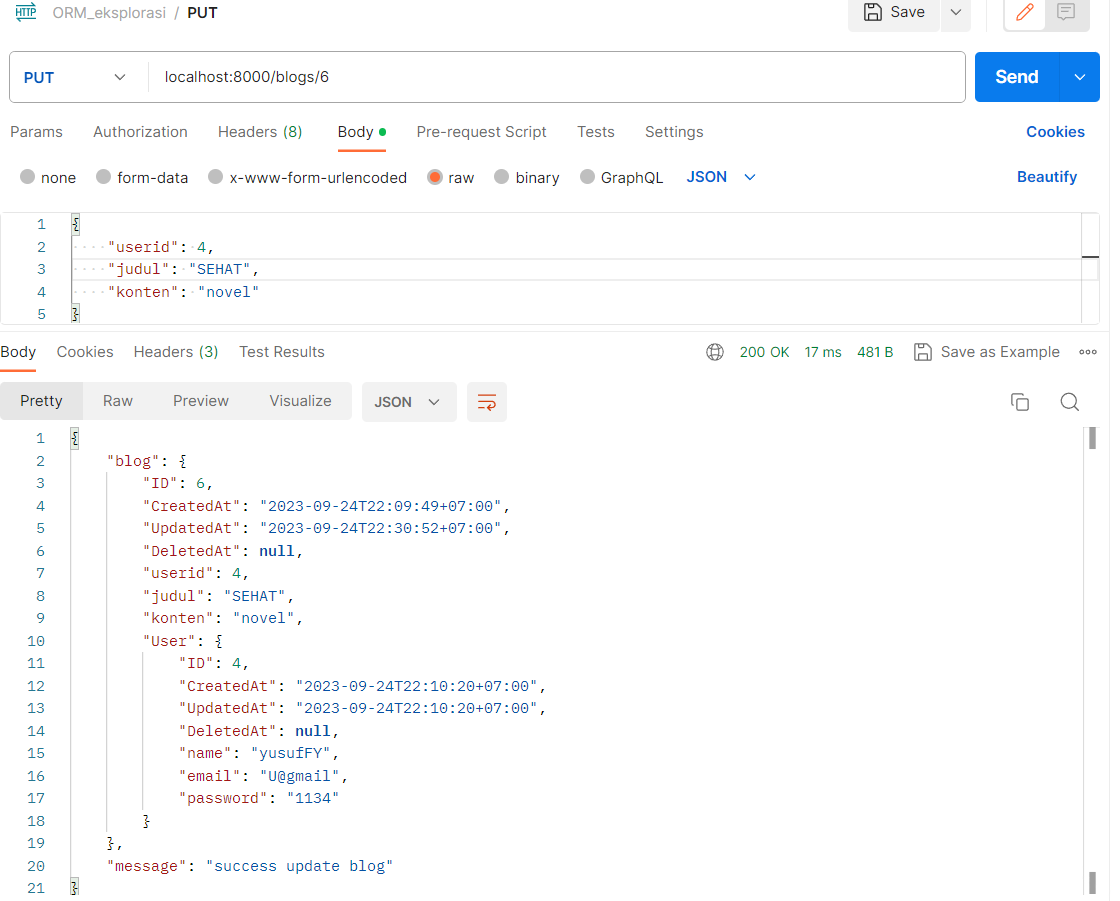 HTTP ORM_eksplorasi / PUT Save
PUT localhost:8000/blogs/6 Send
Params Authorization Headers (8) Body Pre-request Script Tests Settings Cookies
none form-data x-www-form-urlencoded raw binary GraphQL JSON Beautify
1 {
2 "userid": 4,
3 "judul": "SEHAT",
4 "konten": "novel"
5 }
Body Cookies Headers (3) Test Results 200 OK 17 ms 481 B Save as Example
Pretty Raw Preview Visualize JSON
1 {
2 "blog": {
3 "ID": 6,
4 "CreatedAt": "2023-09-24T22:09:49+07:00",
5 "UpdatedAt": "2023-09-24T22:30:52+07:00",
6 "DeletedAt": null,
7 "userid": 4,
8 "judul": "SEHAT",
9 "konten": "novel",
10 "User": {
11 "ID": 4,
12 "CreatedAt": "2023-09-24T22:10:20+07:00",
13 "UpdatedAt": "2023-09-24T22:10:20+07:00",
14 "DeletedAt": null,
15 "name": "yusufFY",
16 "email": "U@gmail",
17 "password": "1134"
18 }
19 },
20 "message": "success update blog"
21 }